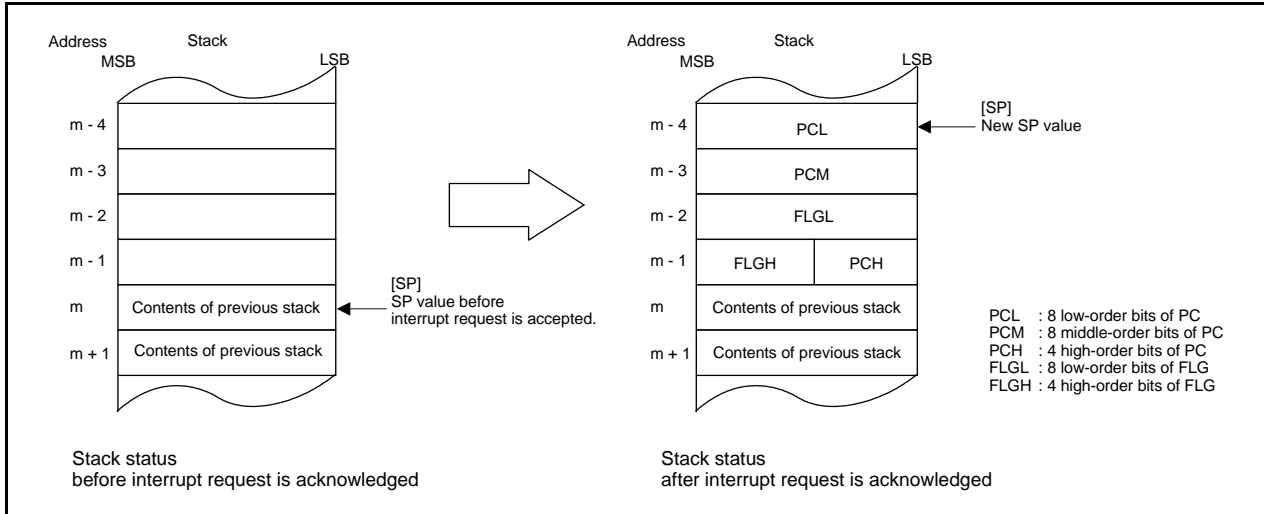 Address
Stack
MSB
LSB
m - 4
m - 3
m - 2
m - 1
m
Contents of previous stack
m + 1
Contents of previous stack
[SP]
SP value before
interrupt request is accepted.
Stack status
before interrupt request is acknowledged
Address
Stack
MSB
LSB
m - 4
PCL
m - 3
PCM
m - 2
FLGL
m - 1
FLGH
PCH
m
Contents of previous stack
m + 1
Contents of previous stack
[SP]
New SP value
PCL : 8 low-order bits of PC
PCM : 8 middle-order bits of PC
PCH : 4 high-order bits of PC
FLGL : 8 low-order bits of FLG
FLGH : 4 high-order bits of FLG
Stack status
after interrupt request is acknowledged